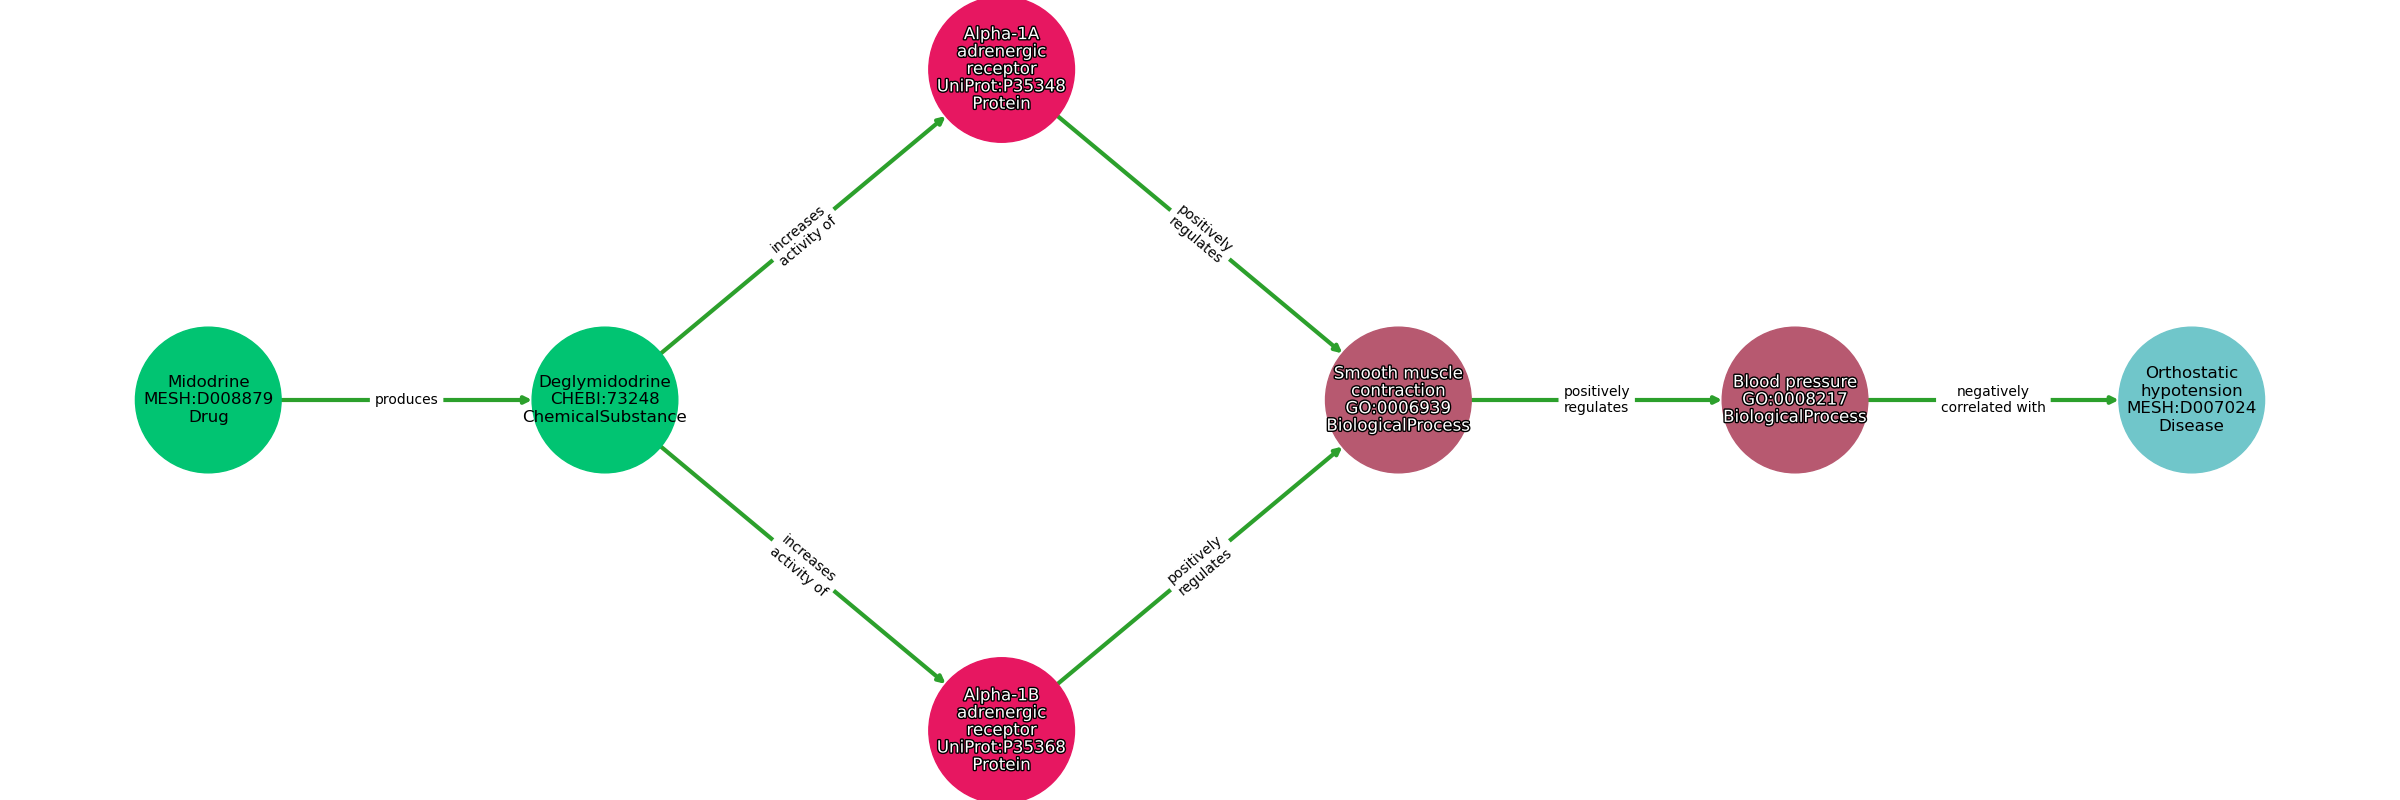 Midodrine
MESH:D008879
Drug
produces
Deglymidodrine
CHEBI:73248
ChemicalSubstance
increases
activity of
Alpha-1A
adrenergic
receptor
UniProt:P35348
Protein
positively
regulates
increases
activity of
Alpha-1B
adrenergic
receptor
UniProt:P35368
Protein
positively
regulates
Smooth muscle
contraction
GO:0006939
BiologicalProcess
positively
regulates
Blood pressure
GO:0008217
BiologicalProcess
negatively
correlated with
Orthostatic
hypotension
MESH:D007024
Disease